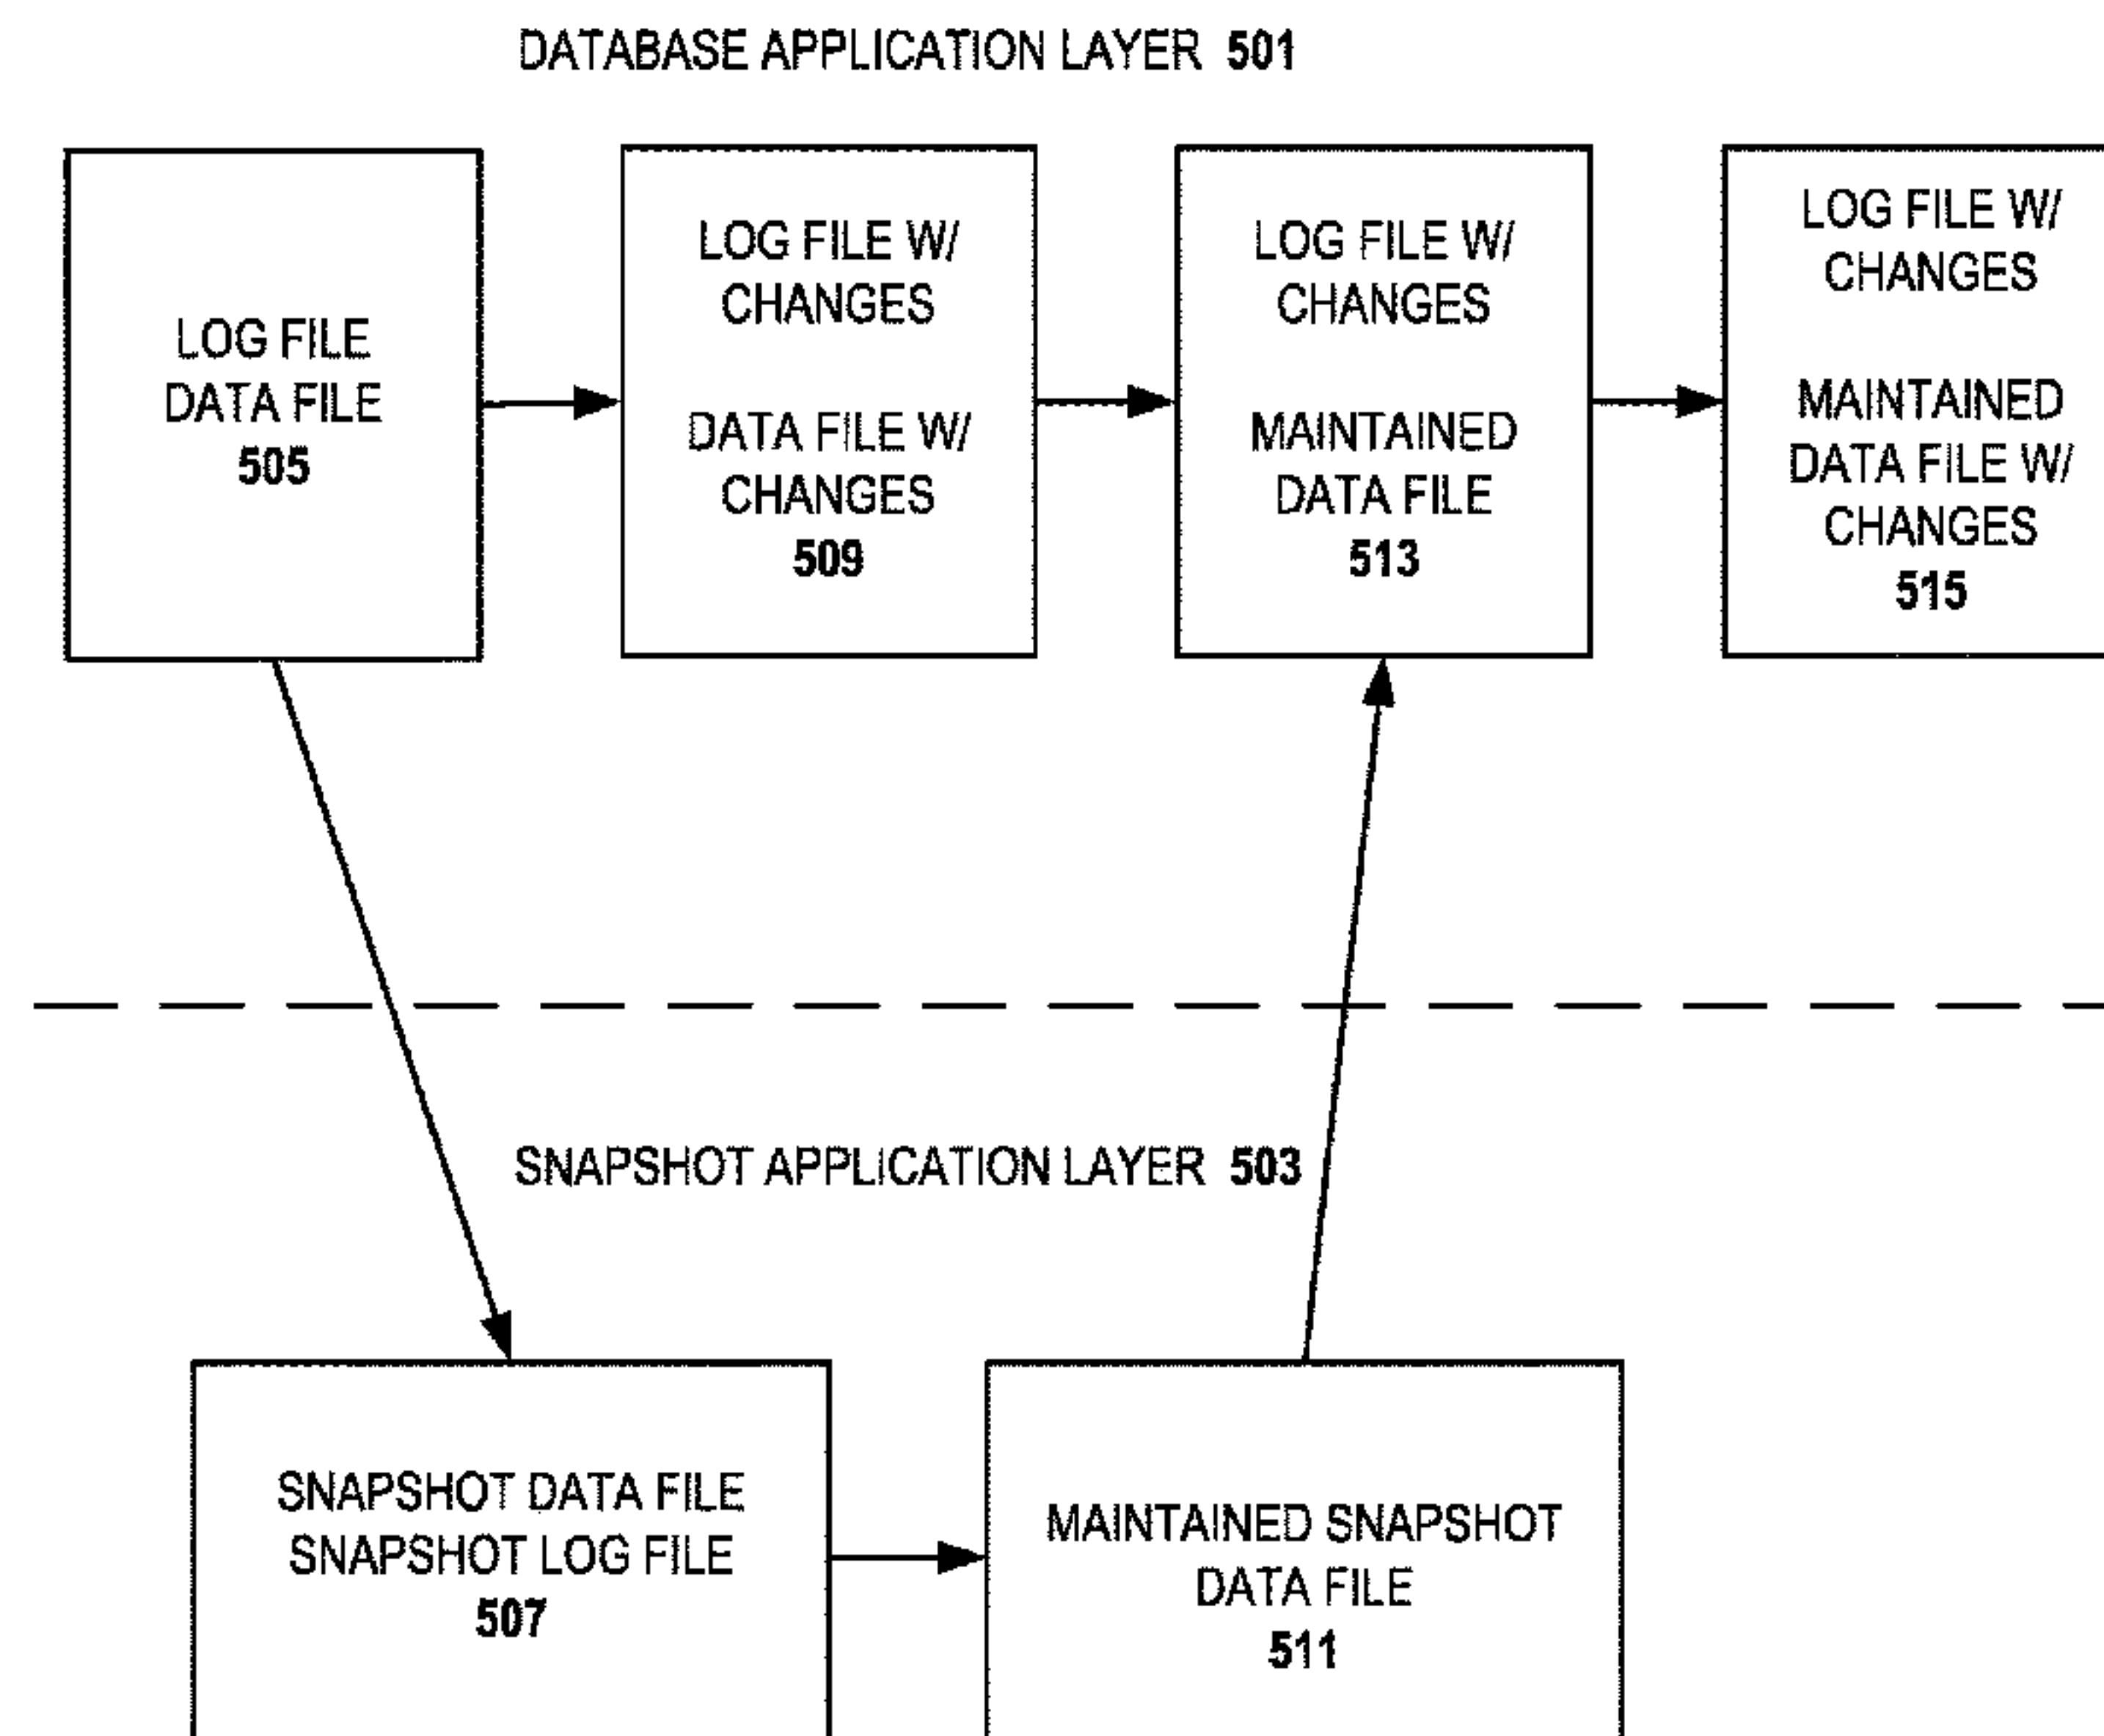 DATABASE APPLICATION LAYER 501
LOG FILE
DATA FILE
505
LOG FILE W/
CHANGES
DATA FILE W/
CHANGES
509
LOG FILE W/
CHANGES
MAINTAINED
DATA FILE
513
LOG FILE W/
CHANGES
MAINTAINED
DATA FILE W/
CHANGES
515
SNAPSHOT APPLICATION LAYER 503
SNAPSHOT DATA FILE
SNAPSHOT LOG FILE
507
MAINTAINED SNAPSHOT
DATA FILE
511